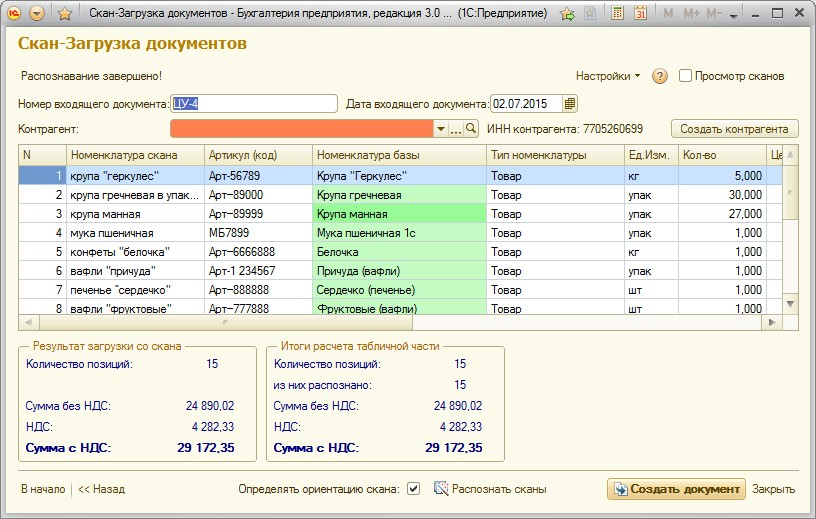 Скан-Загрузка документов - Бухгалтерия предприятия, редакция 3.0 ... (1С:Предприятие) M M+ M-
Скан-Загрузка документов
Распознавание завершено! Настройки ? Просмотр сканов
Номер входящего документа: ЦУ-4 Дата входящего документа: 02.07.2015
Контрагент: ... ИНН контрагента: 7705260699 Создать контрагента
N Номенклатура скана Артикул (код) Номенклатура базы Тип номенклатуры Ед.Изм. Кол-во Це
1 крупа "геркулес" Арт-56789 Крупа "Геркулес" Товар кг 5,000
2 крупа гречневая в упак... Арт-89000 Крупа гречневая Товар упак 30,000
3 крупа манная Арт-89999 Крупа манная Товар упак 27,000
4 мука пшеничная МБ7899 Мука пшеничная 1с Товар упак 1,000
5 конфеты "белочка" Арт-6666888 Белочка Товар кг 1,000
6 вафли "причуда" Арт-1 234567 Причуда (вафли) Товар упак 1,000
7 печенье "сердечко" Арт-888888 Сердечко (печенье) Товар шт 1,000
8 вафли "фруктовые" Арт-777888 Фруктовые (вафли) Товар шт 1,000
Результат загрузки со скана Итоги расчета табличной части
Количество позиций: 15 Количество позиций: 15
из них распознано: 15
Сумма без НДС: 24 890,02 Сумма без НДС: 24 890,02
НДС: 4 282,33 НДС: 4 282,33
Сумма с НДС: 29 172,35 Сумма с НДС: 29 172,35
В начало << Назад Определять ориентацию скана: Распознать сканы Создать документ Закрыть